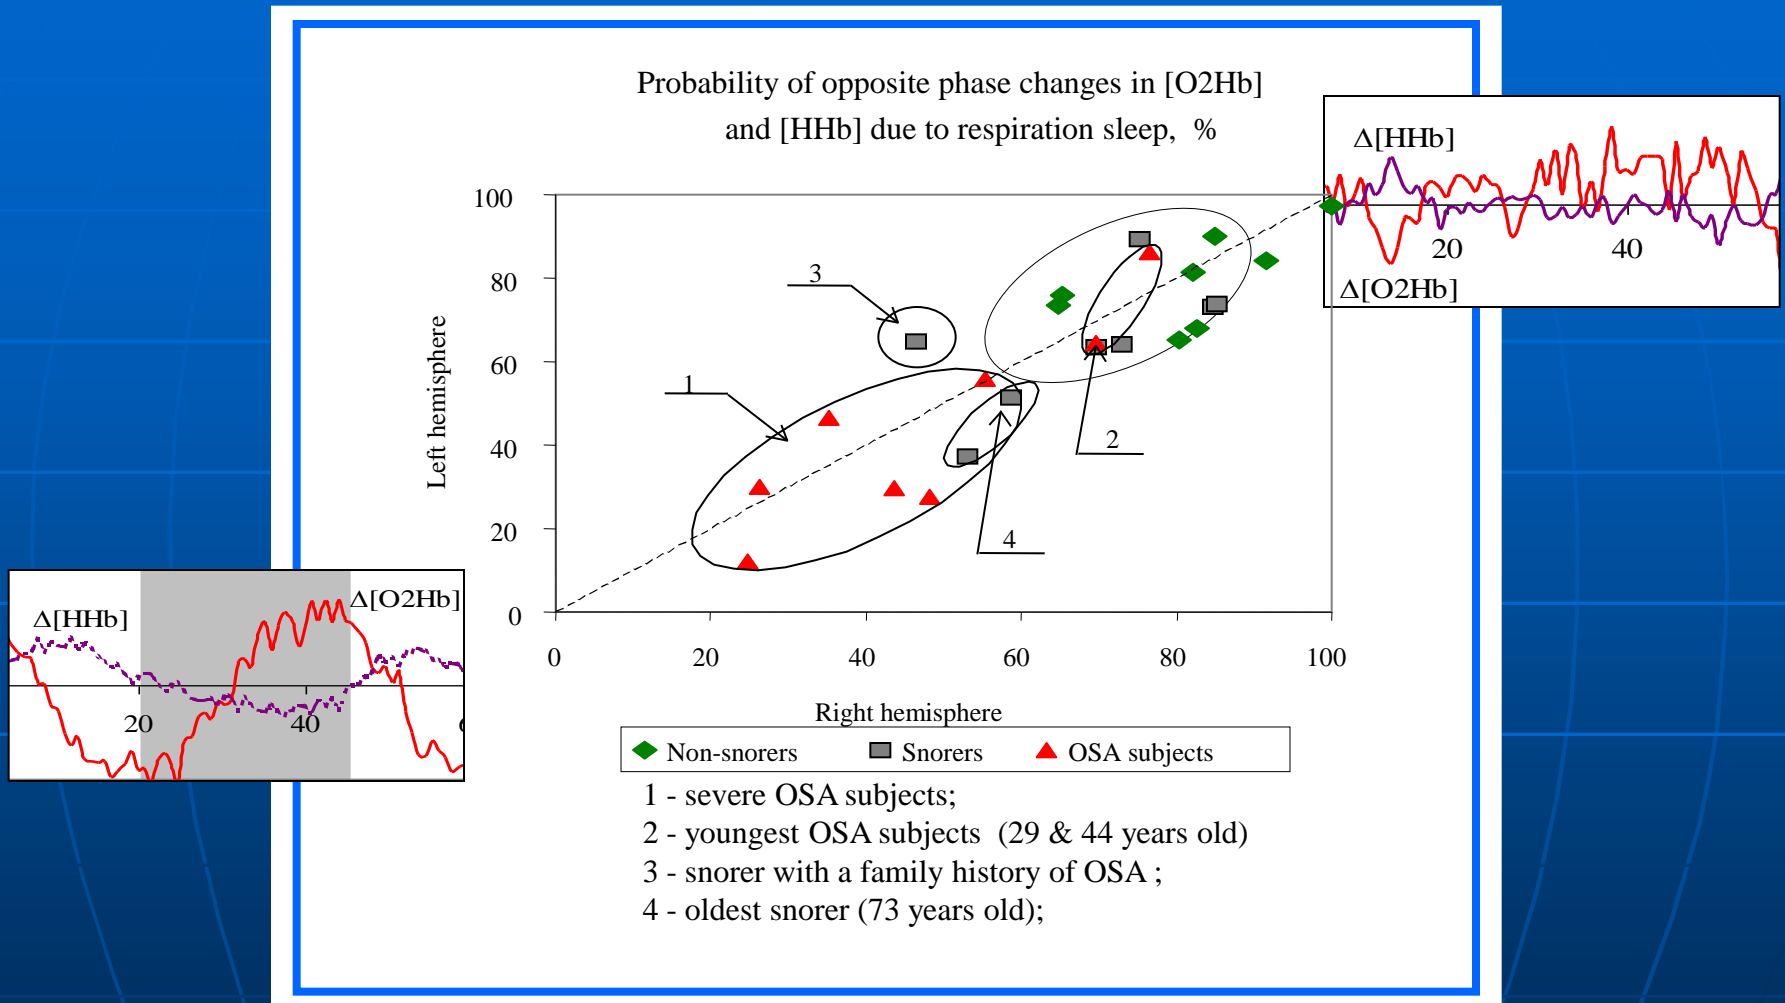 Probability of opposite phase changes in [O2Hb]
and [HHb] due to respiration sleep, %
Δ[HHb]
20
40
Δ[O2Hb]
100
80
60
40
20
0
Left hemisphere
3
1
2
4
0
20
40
60
80
100
Right hemisphere
Δ[HHb]
Δ[O2Hb]
20
40
Non-snorers
Snorers
OSA subjects
1 - severe OSA subjects;
2 - youngest OSA subjects (29 & 44 years old)
3 - snorer with a family history of OSA ;
4 - oldest snorer (73 years old);